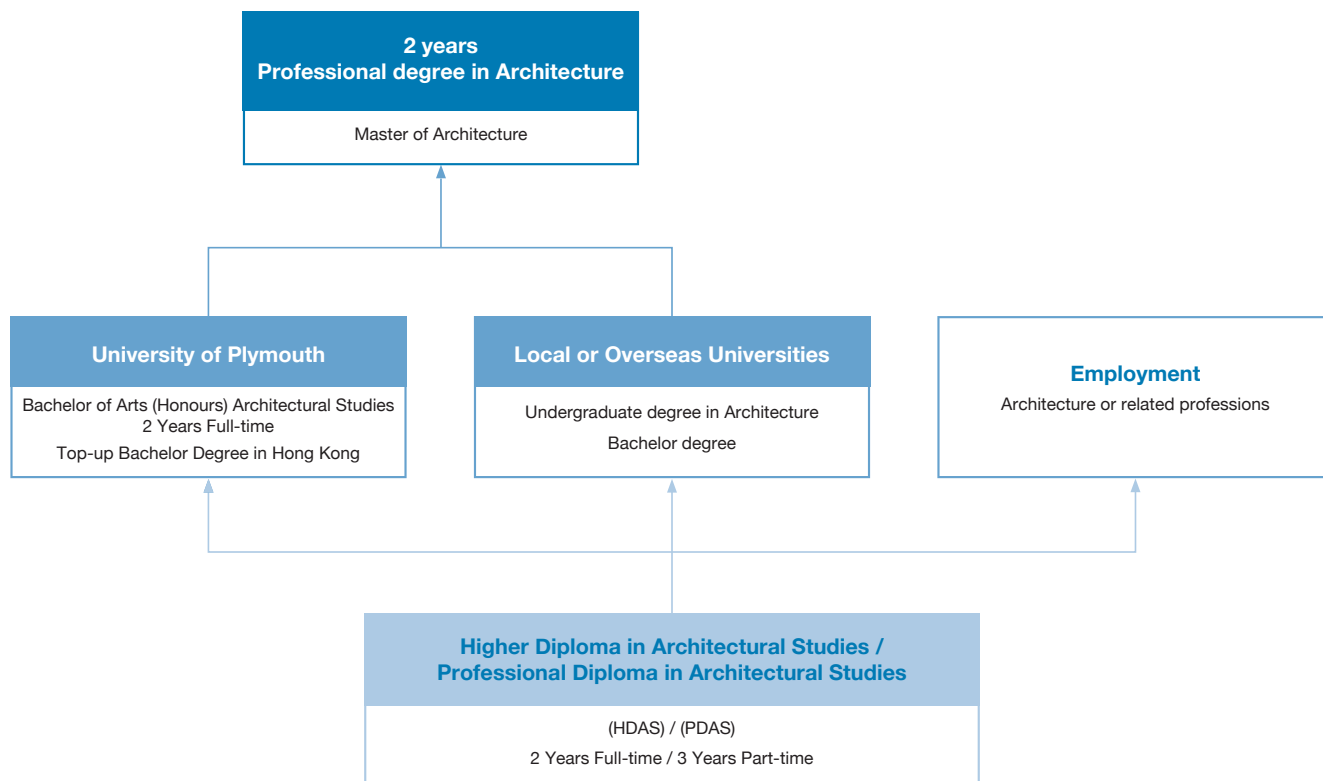 2 years
Professional degree in Architecture
Master of Architecture
University of Plymouth
Bachelor of Arts (Honours) Architectural Studies
2 Years Full-time
Top-up Bachelor Degree in Hong Kong
Local or Overseas Universities
Undergraduate degree in Architecture
Bachelor degree
Employment
Architecture or related professions
Higher Diploma in Architectural Studies /
Professional Diploma in Architectural Studies
(HDAS) / (PDAS)
2 Years Full-time / 3 Years Part-time